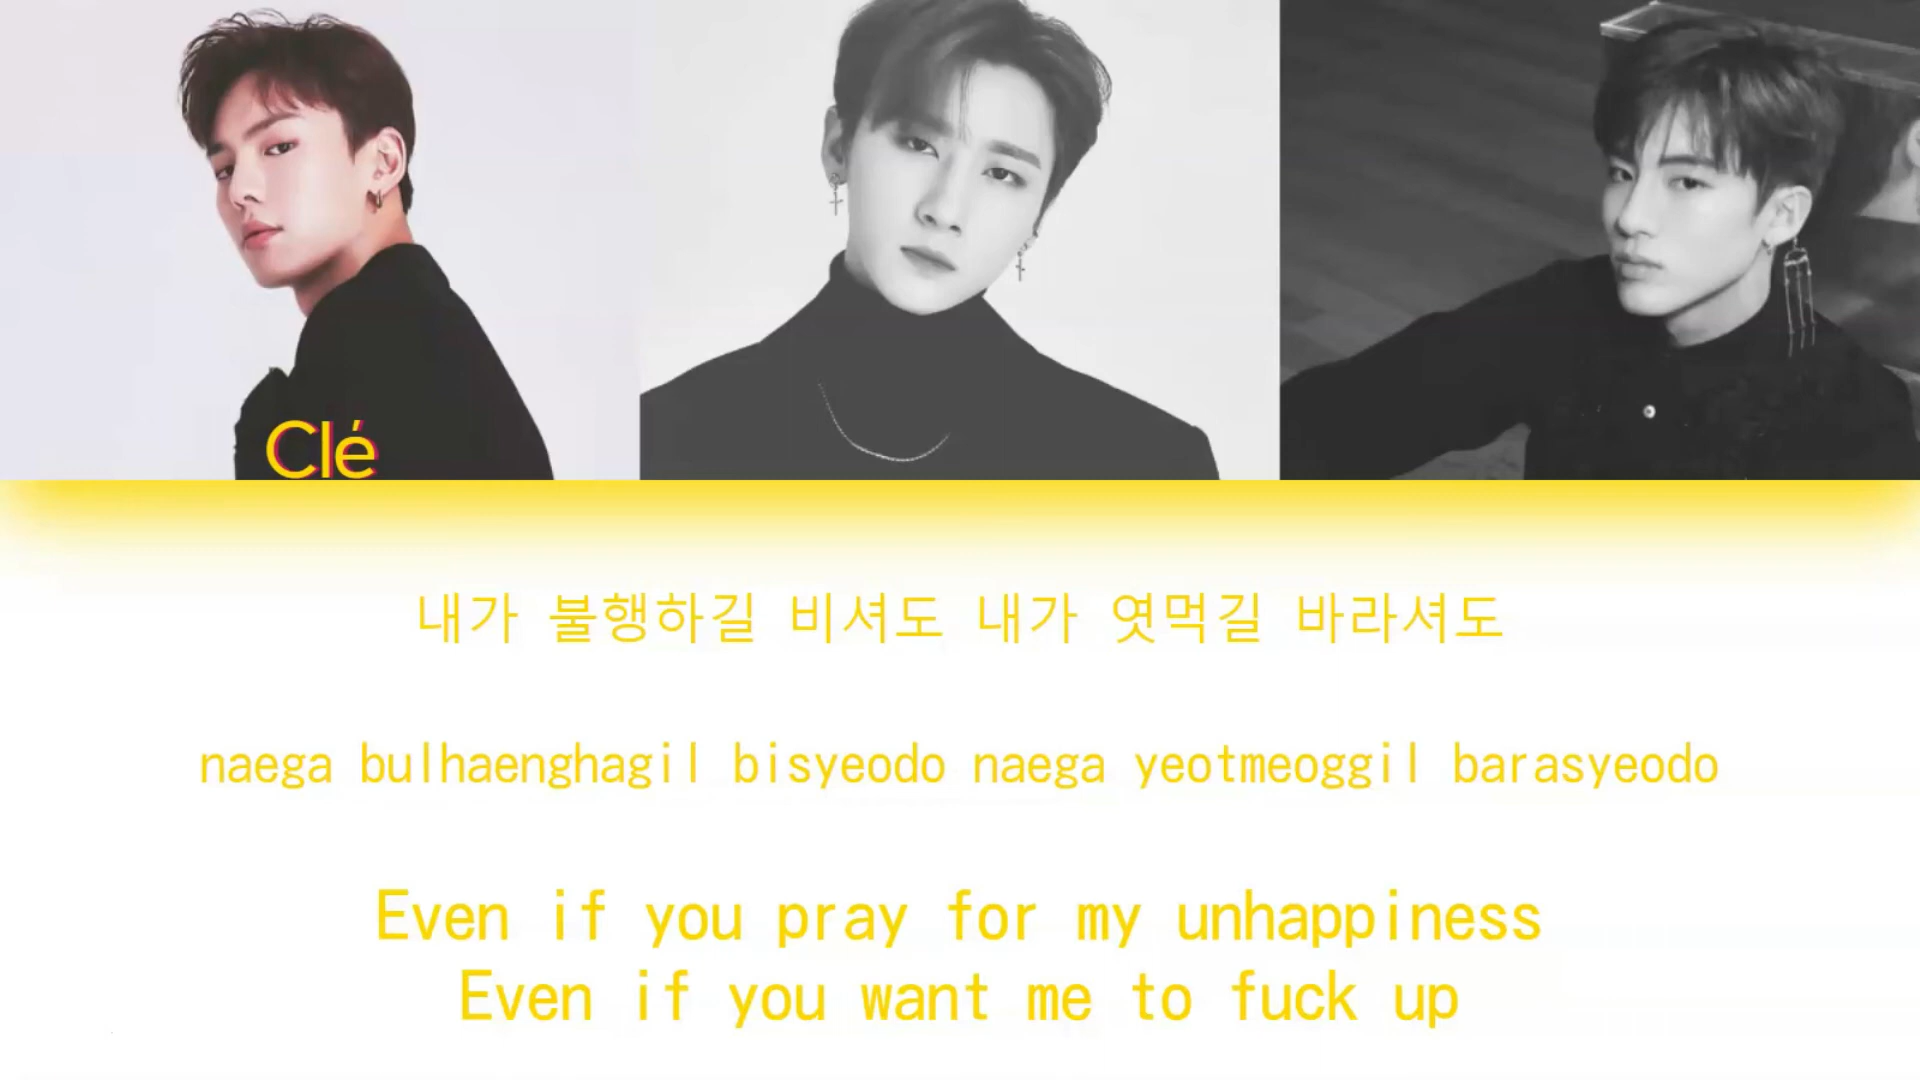 Clé
내가 불행하길 비셔도 내가 엿먹길 바라셔도
naega bulhaenghagil bisyeodo naega yeotmeoggil barasyeodo
Even if you pray for my unhappiness
Even if you want me to fuck up